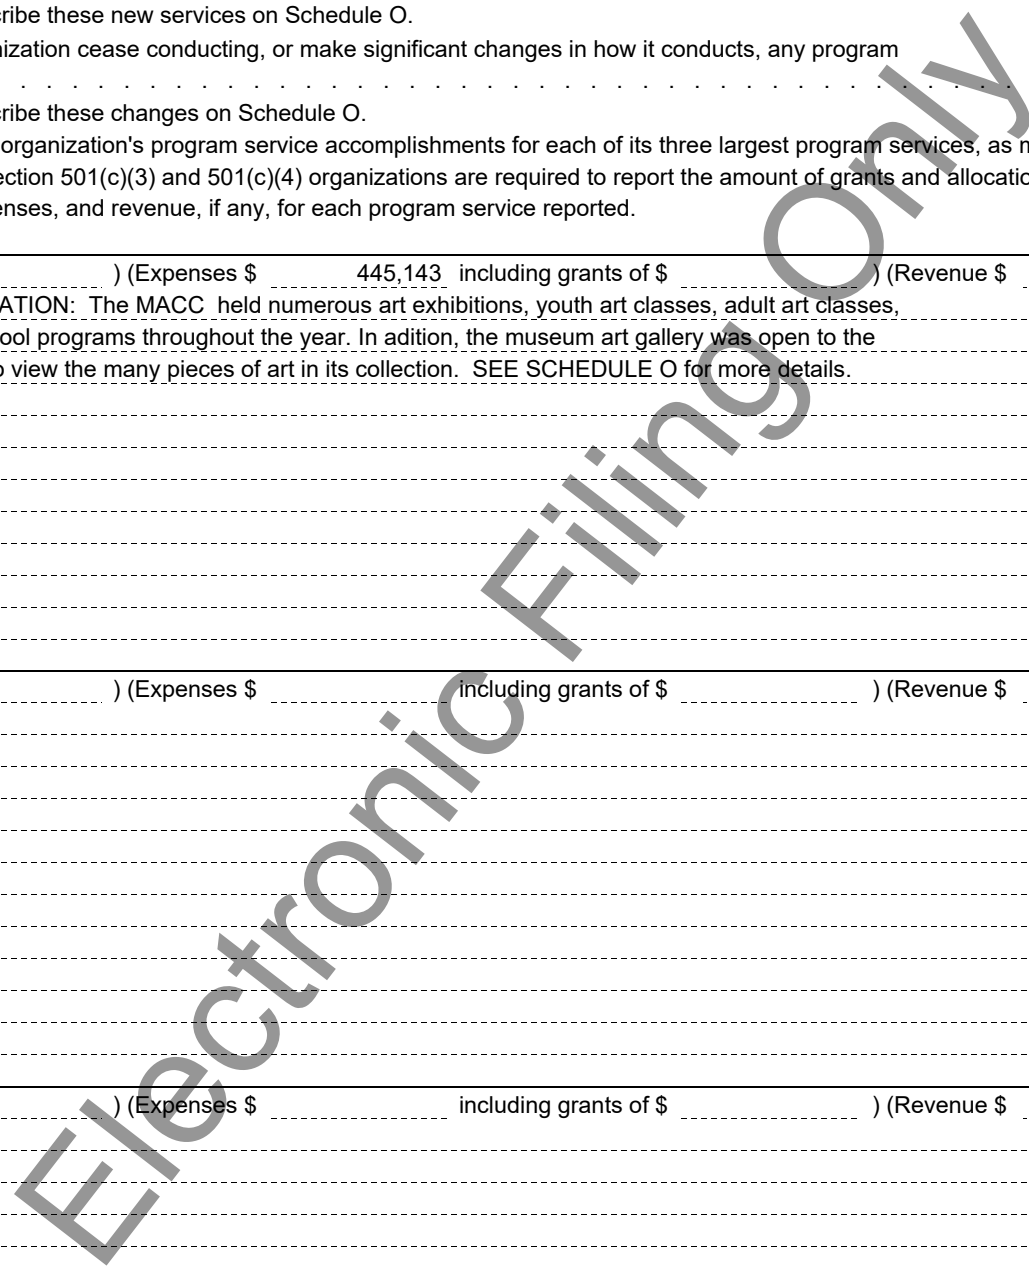 cribe these new services on Schedule O.
nization cease conducting, or make significant changes in how it conducts, any program
. . . . . . . . . . . . . . . . . . . . . . . . . . . . . . . . . . . . . . .
cribe these changes on Schedule O.
organization's program service accomplishments for each of its three largest program services, as m
ection 501(c)(3) and 501(c)(4) organizations are required to report the amount of grants and allocatio
enses, and revenue, if any, for each program service reported.
) (Expenses $ 445,143 including grants of $ ) (Revenue $
ATION: The MACC held numerous art exhibitions, youth art classes, adult art classes,
ool programs throughout the year. In adition, the museum art gallery was open to the
o view the many pieces of art in its collection. SEE SCHEDULE O for more details.
) (Expenses $ including grants of $ ) (Revenue $
) (Expenses $ including grants of $ ) (Revenue $
Electronic Filing Only